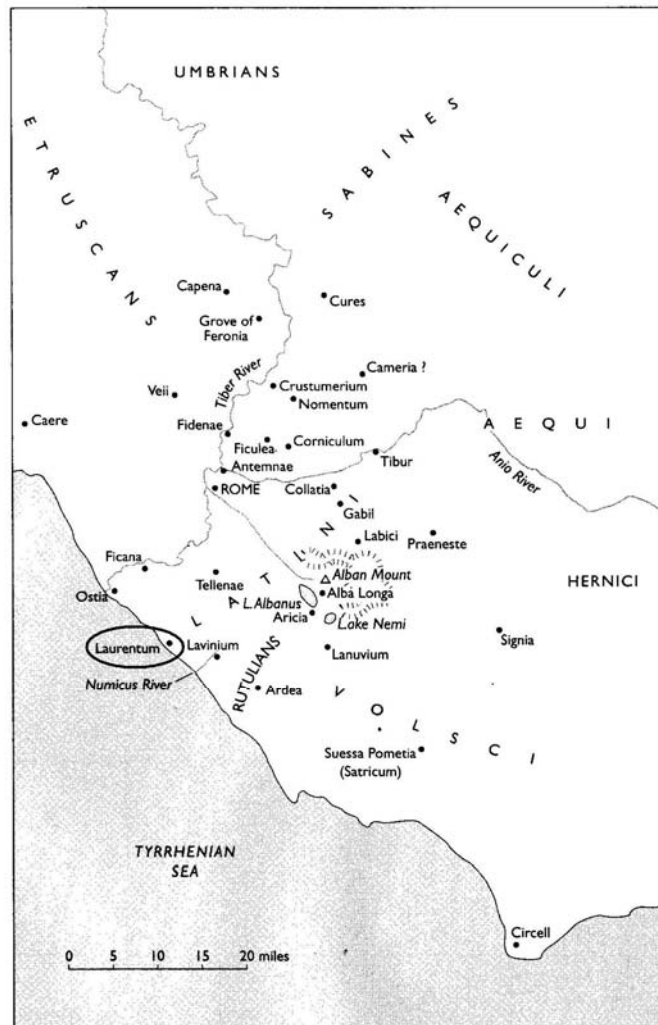 UMBRIANS
ETRUSCANS
SABINES
AEQUICULI
Capena
Cures
Grove of
Feronia
Tiber River
Cameria ?
Crustumerium
Veii
Nomentum
Caere
AEQUI
Fidenae
Ficulea
Corniculum
Tibur
Anio River
Antemnae
ROME
Collatia
Gabil
LATINI
Labici
Praeneste
Ficana
Tellenae
Alban Mount
HERNICI
Ostia
Alba Longa
L. Albanus
Aricia
Lake Nemi
Signia
Laurentum
Lavinium
Lanuvium
Numicus River
RUTULIANS
Ardea
VOLSCI
Suessa Pometia
(Satricum)
TYRRHENIAN
SEA
Circell
0 5 10 15 20 miles